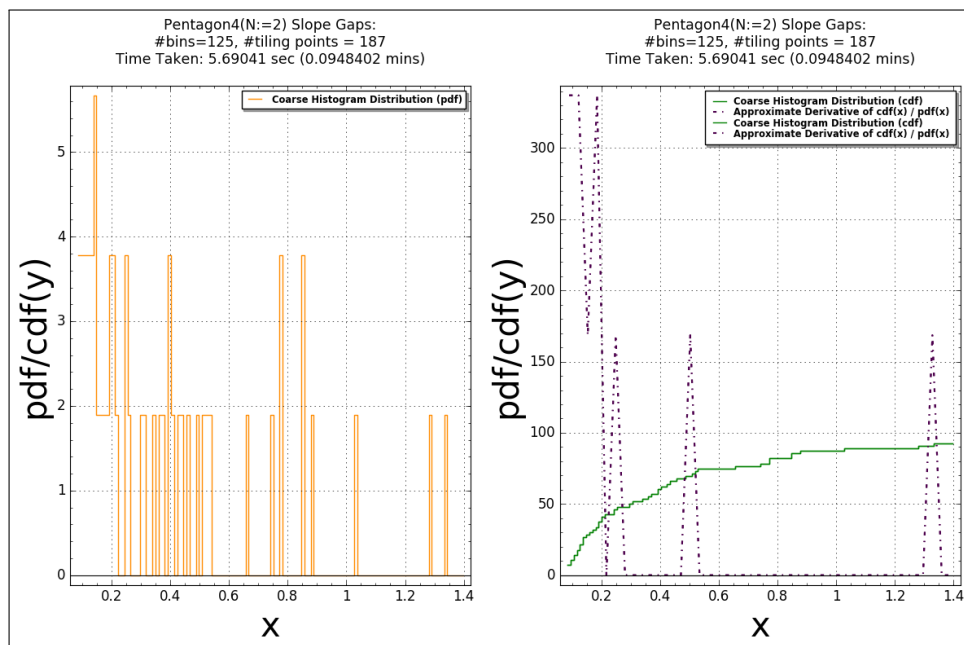 Pentagon4(N:=2) Slope Gaps:
#bins=125, #tiling points = 187
Time Taken: 5.69041 sec (0.0948402 mins)
Coarse Histogram Distribution (pdf)
pdf/cdf(y)
5
4
3
2
1
0
0.2 0.4 0.6 0.8 1 1.2 1.4
x
Pentagon4(N:=2) Slope Gaps:
#bins=125, #tiling points = 187
Time Taken: 5.69041 sec (0.0948402 mins)
Coarse Histogram Distribution (cdf)
Approximate Derivative of cdf(x) / pdf(x)
Coarse Histogram Distribution (cdf)
Approximate Derivative of cdf(x) / pdf(x)
pdf/cdf(y)
300
250
200
150
100
50
0
0.2 0.4 0.6 0.8 1 1.2 1.4
x